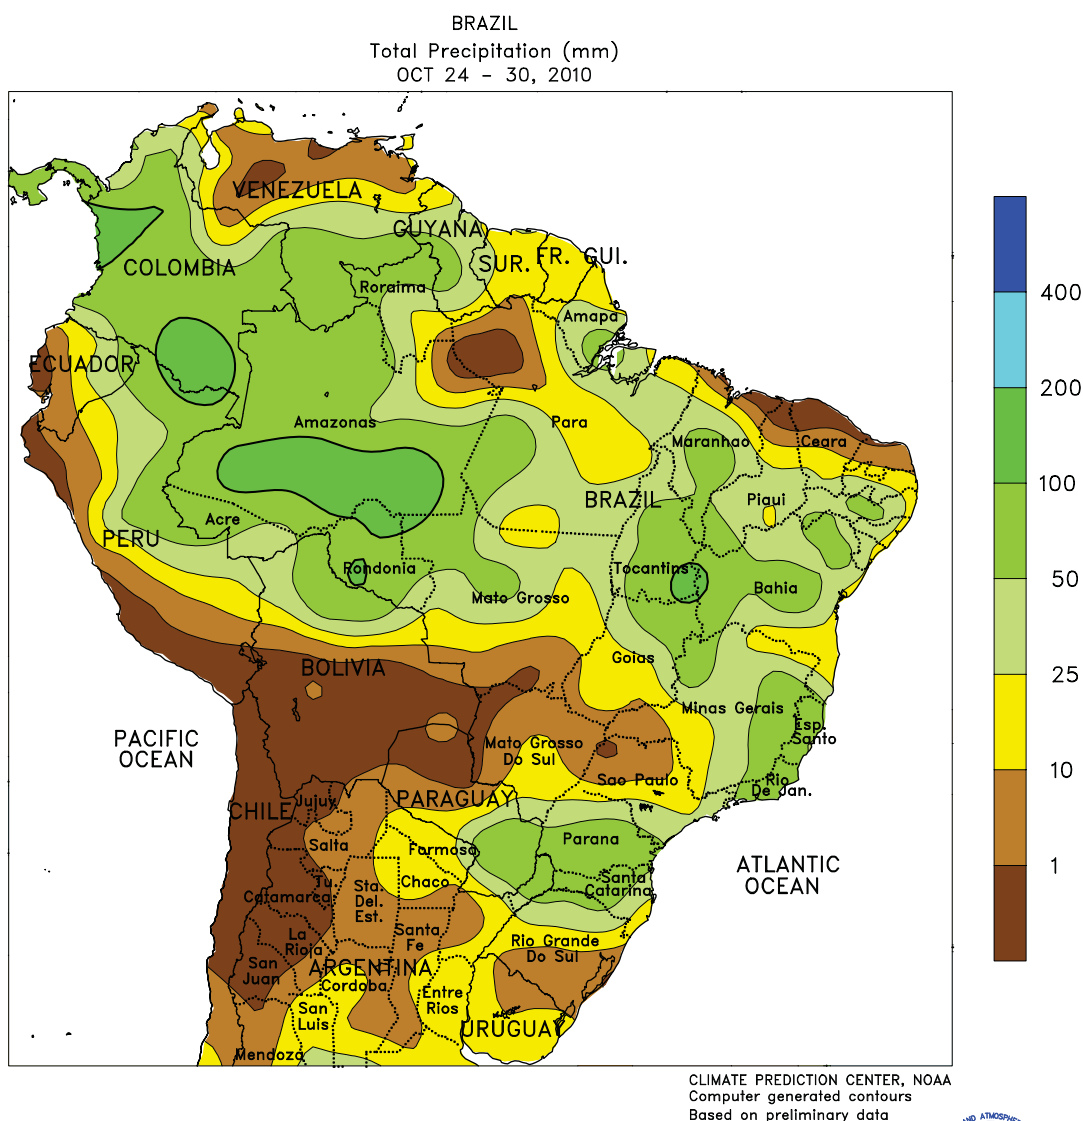 BRAZIL
Total Precipitation (mm)
OCT 24 - 30, 2010
VENEZUELA
GUYANA
COLOMBIA
SUR.
FR. GUI.
Roraima
Amapa
ECUADOR
Amazonas
Para
Maranhao
Ceara
BRAZIL
Piaui
Acre
PERU
Rondonia
Tocantins
Mato Grosso
Bahia
BOLIVIA
Goias
Minas Gerais
Esp.
Santo
PACIFIC
OCEAN
Mato Grosso
Do Sul
Sao Paulo
Rio
De Jan.
CHILE
Jujuy
PARAGUAY
Salta
Formosa
Parana
Chaco
Santa
Catarina
ATLANTIC
OCEAN
Tu.
Catamarca
Sta.
Del.
Est.
La
Rioja
Santa
Fe
Rio Grande
Do Sul
San
Juan
ARGENTINA
Cordoba
Entre
Rios
San
Luis
URUGUAY
Mendoza
400
200
100
50
25
10
1
CLIMATE PREDICTION CENTER, NOAA
Computer generated contours
Based on preliminary data
AND ATMOSPHE